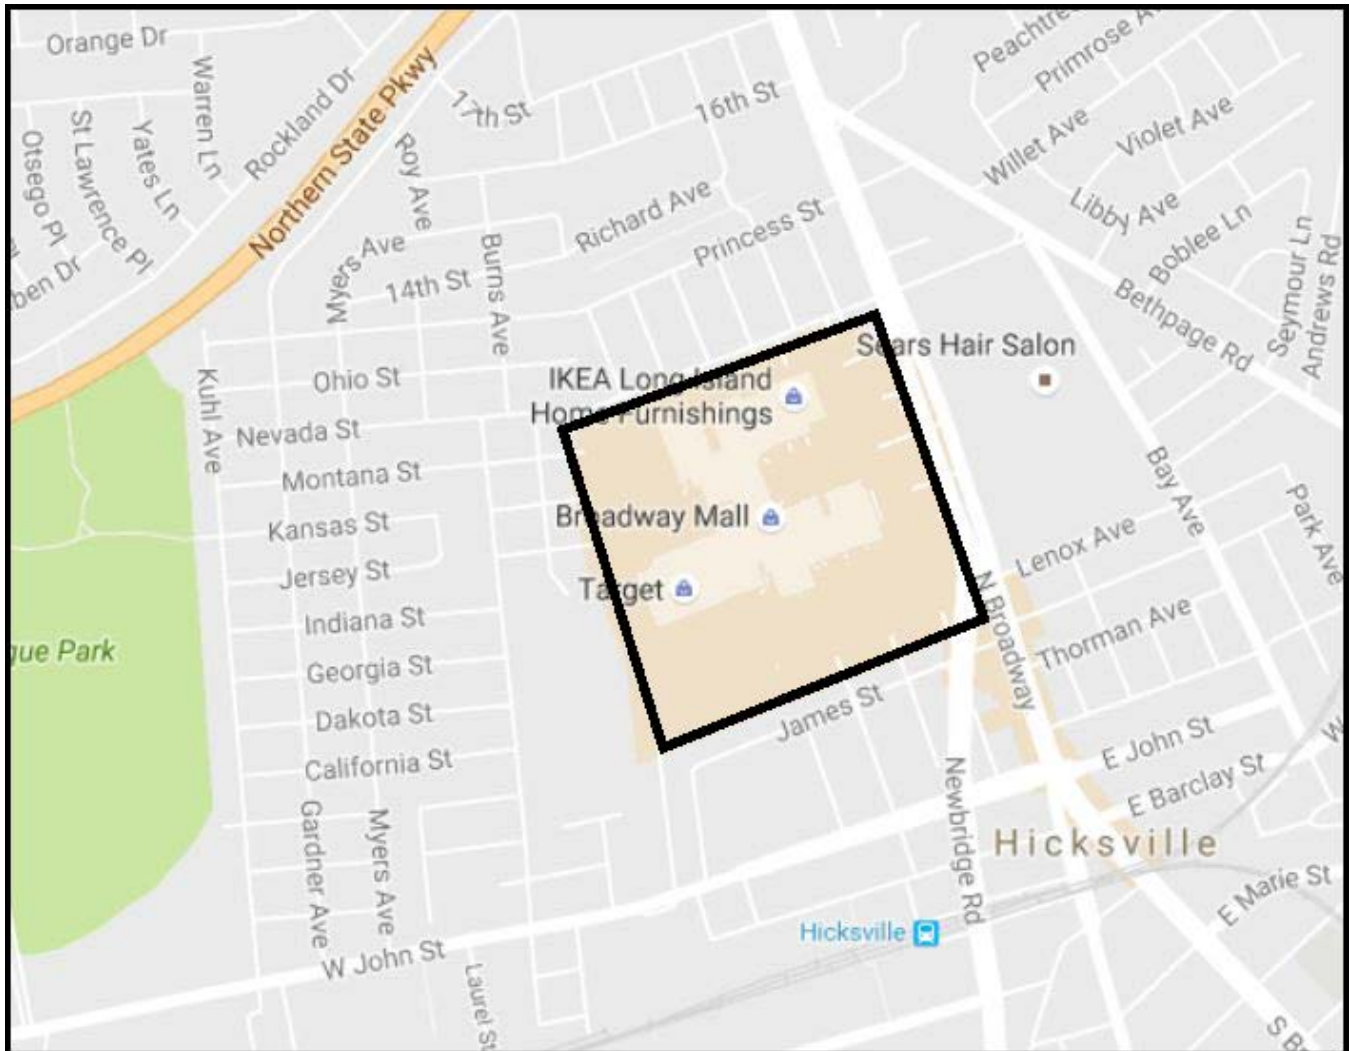 Orange Dr
Warren Ln
Rockland Dr
Northern State Pkwy
17th St
16th St
Peachtree
Primrose A
Willet Ave
Violet Ave
Libby Ave
Boblee Ln
Seymour Ln
Andrews Rd
Bethpage Rd
Otsego Pl
St Lawrence Pl
Yates Ln
ben Dr
Roy Ave
Myers Ave
Richard Ave
Princess St
14th St
Burns Ave
Kuhl Ave
Ohio St
IKEA Long Island
Home Furnishings
Sears Hair Salon
Nevada St
Montana St
Kansas St
Broadway Mall
Bay Ave
Park Ave
Jersey St
Target
Lenox Ave
N Broadway
Indiana St
gue Park
Georgia St
Thorman Ave
Dakota St
James St
California St
E John St
E Barclay St
W
Gardner Ave
Myers Ave
Newbridge Rd
Hicksville
E Marie St
Hicksville
W John St
Laurel St
S B